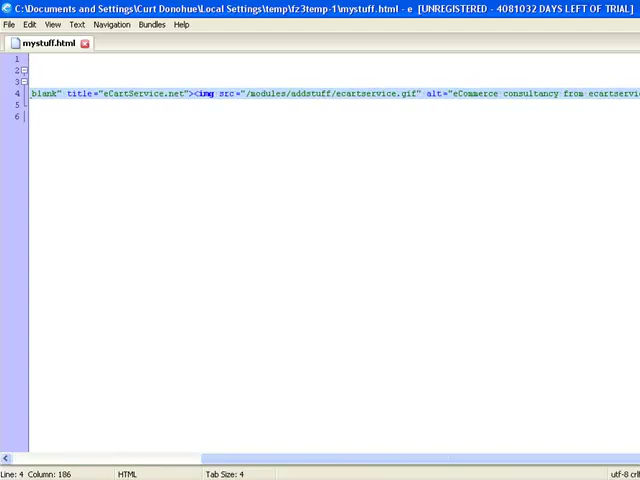 C:\Documents and Settings\Curt Donohue\Local Settings\temp\fz3temp-1\mystuff.html - e [UNREGISTERED - 4081032 DAYS LEFT OF TRIAL]
File Edit View Text Navigation Bundles Help
mystuff.html
1
2
3
4 blank" title="eCartService.net"><img src="/modules/addstuff/ecartservice.gif" alt="eCommerce consultancy from ecartservic
5
6
Line: 4 Column: 186 HTML Tab Size: 4 utf-8 crlf